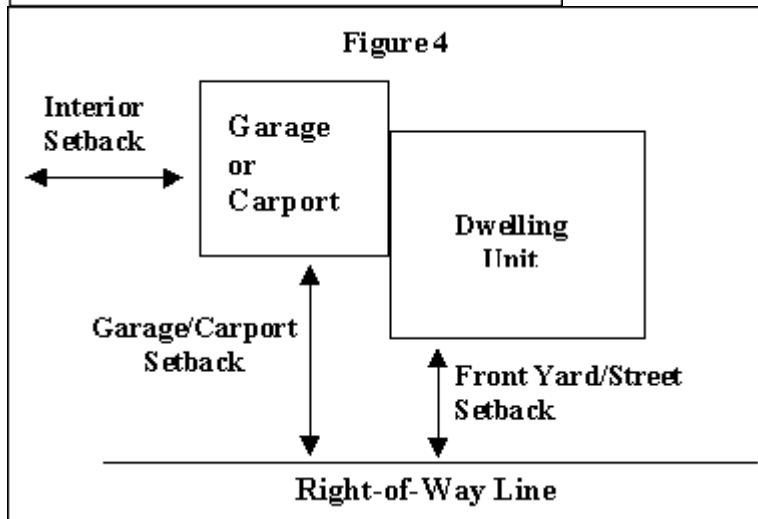 Figure 4
Interior
Setback
Garage
or
Carport
Dwelling
Unit
Garage/Carport
Setback
Front Yard/Street
Setback
Right-of-Way Line